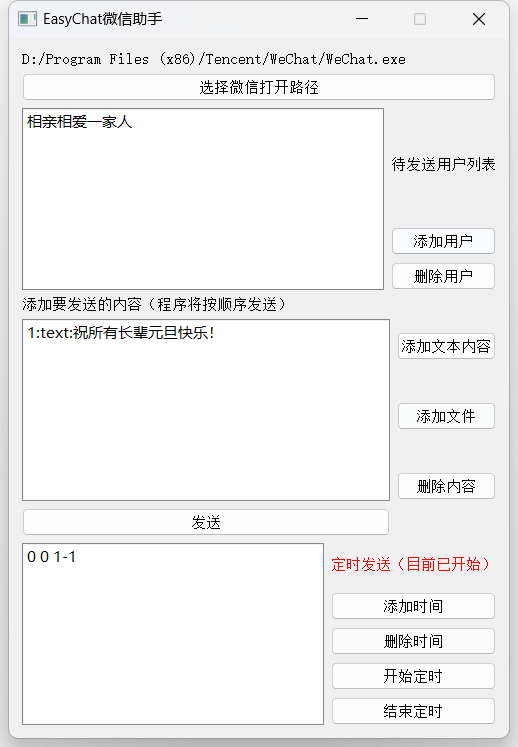 EasyChat微信助手
D:/Program Files (x86)/Tencent/WeChat/WeChat.exe
选择微信打开路径
相亲相爱一家人
待发送用户列表
添加用户
删除用户
添加要发送的内容（程序将按顺序发送）
1:text:祝所有长辈元旦快乐！
添加文本内容
添加文件
删除内容
发送
0 0 1-1
定时发送（目前已开始）
添加时间
删除时间
开始定时
结束定时